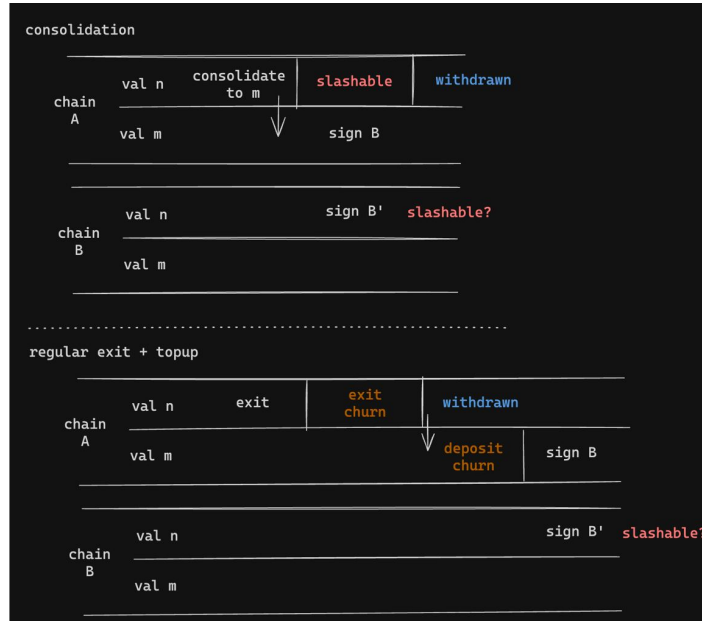 consolidation
chain
A
val n
consolidate
to m
slashable
withdrawn
val m
sign B
chain
B
val n
sign B'
slashable?
val m
regular exit + topup
chain
A
val n
exit
exit
churn
withdrawn
val m
deposit
churn
sign B
chain
B
val n
sign B'
slashable?
val m